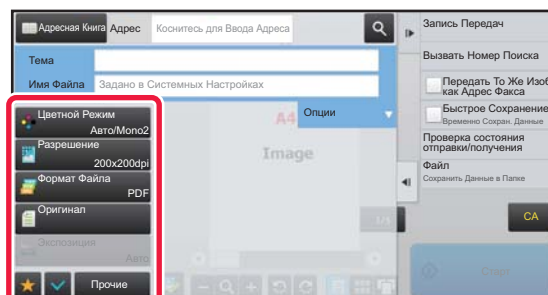 Адресная Книга Адрес Коснитесь для Ввода Адреса
Тема
Имя Файла Задано в Системных Настройках
Цветной Режим
Авто/Mono2
Разрешение
200x200dpi
Формат Файла
PDF
Оригинал
Экспозиция
Авто
Прочие
Опции
A4
Image
1/1
Запись Передач
Вызвать Номер Поиска
Передать То Же Изоб
как Адрес Факса
Быстрое Сохранение
Временно Сохран. Данные
Проверка состояния
отправки/получения
Файл
Сохранить Данные в Папке
CA
Старт